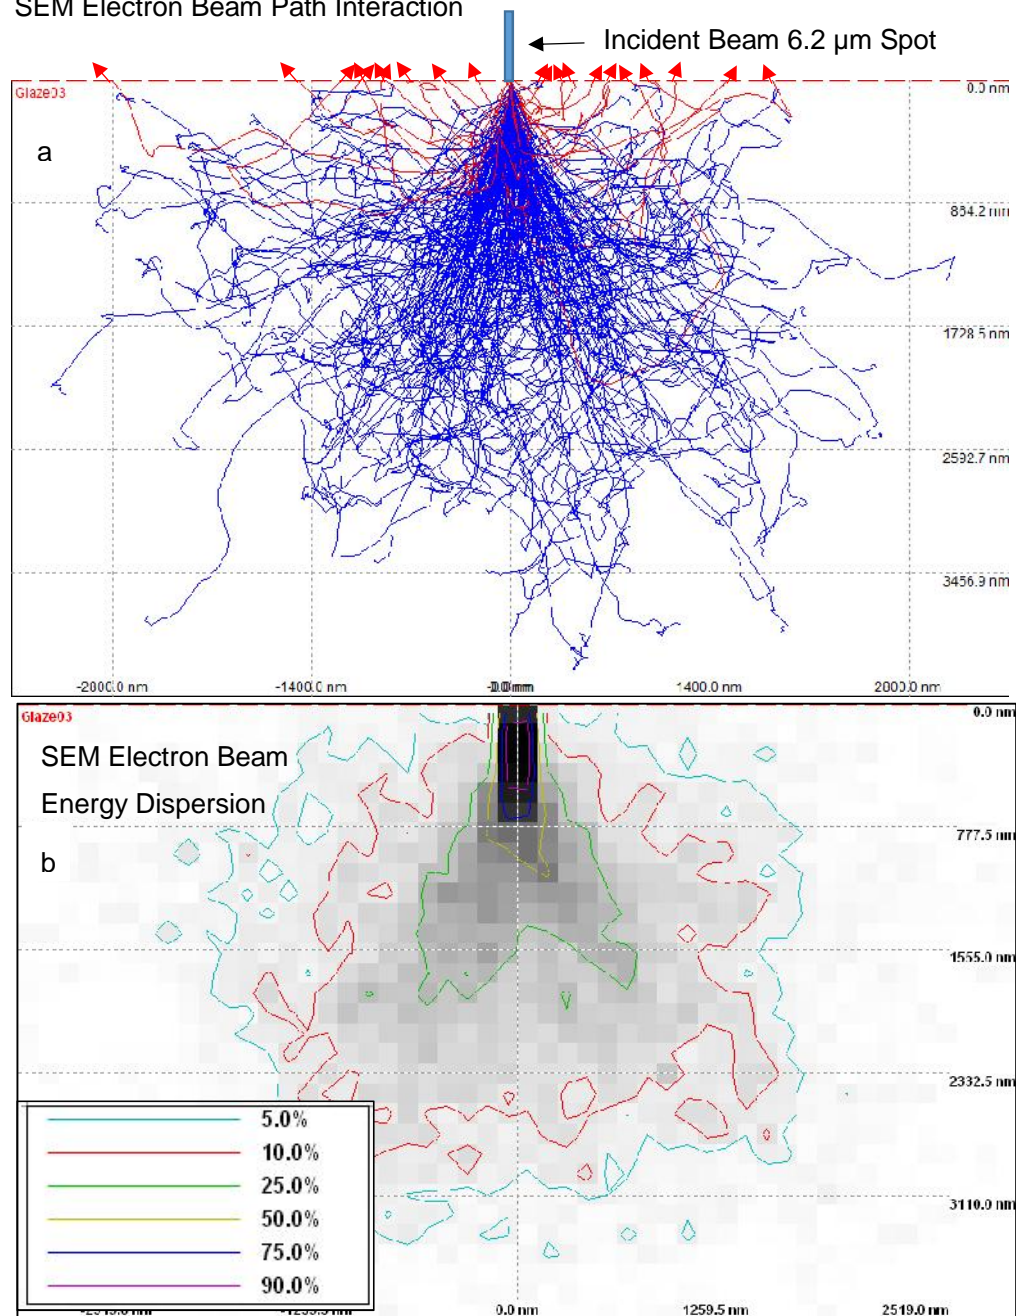 SEM Electron Beam Path Interaction
Incident Beam 6.2 µm Spot
Glaze03
0.0 nm
a
864.2 nm
1728.5 nm
2592.7 nm
3456.9 nm
-2800.0 nm
-1400.0 nm
1400.0 nm
2800.0 nm
Glaze03
0.0 nm
SEM Electron Beam
Energy Dispersion
777.5 nm
b
1555.0 nm
2332.5 nm
5.0%
10.0%
25.0%
3110.0 nm
50.0%
75.0%
90.0%
0.0 nm
1259.5 nm
2519.0 nm